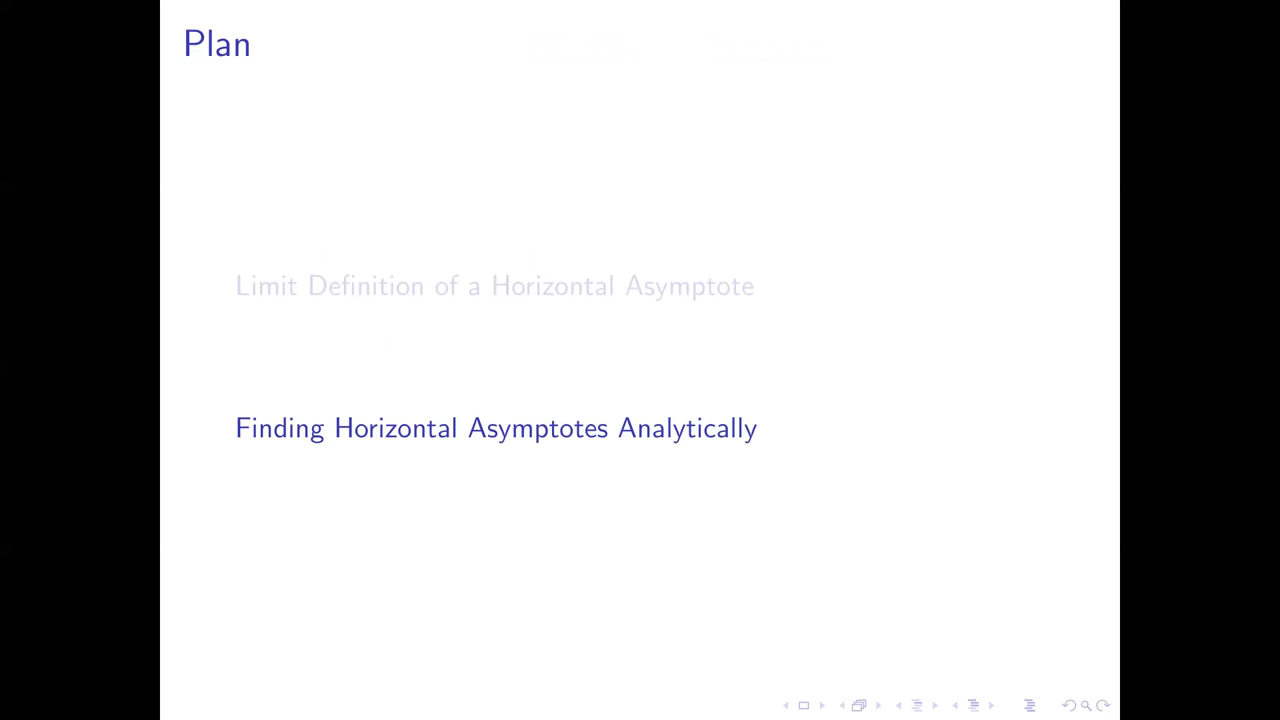 Plan
Limit Definition of a Horizontal Asymptote
Finding Horizontal Asymptotes Analytically